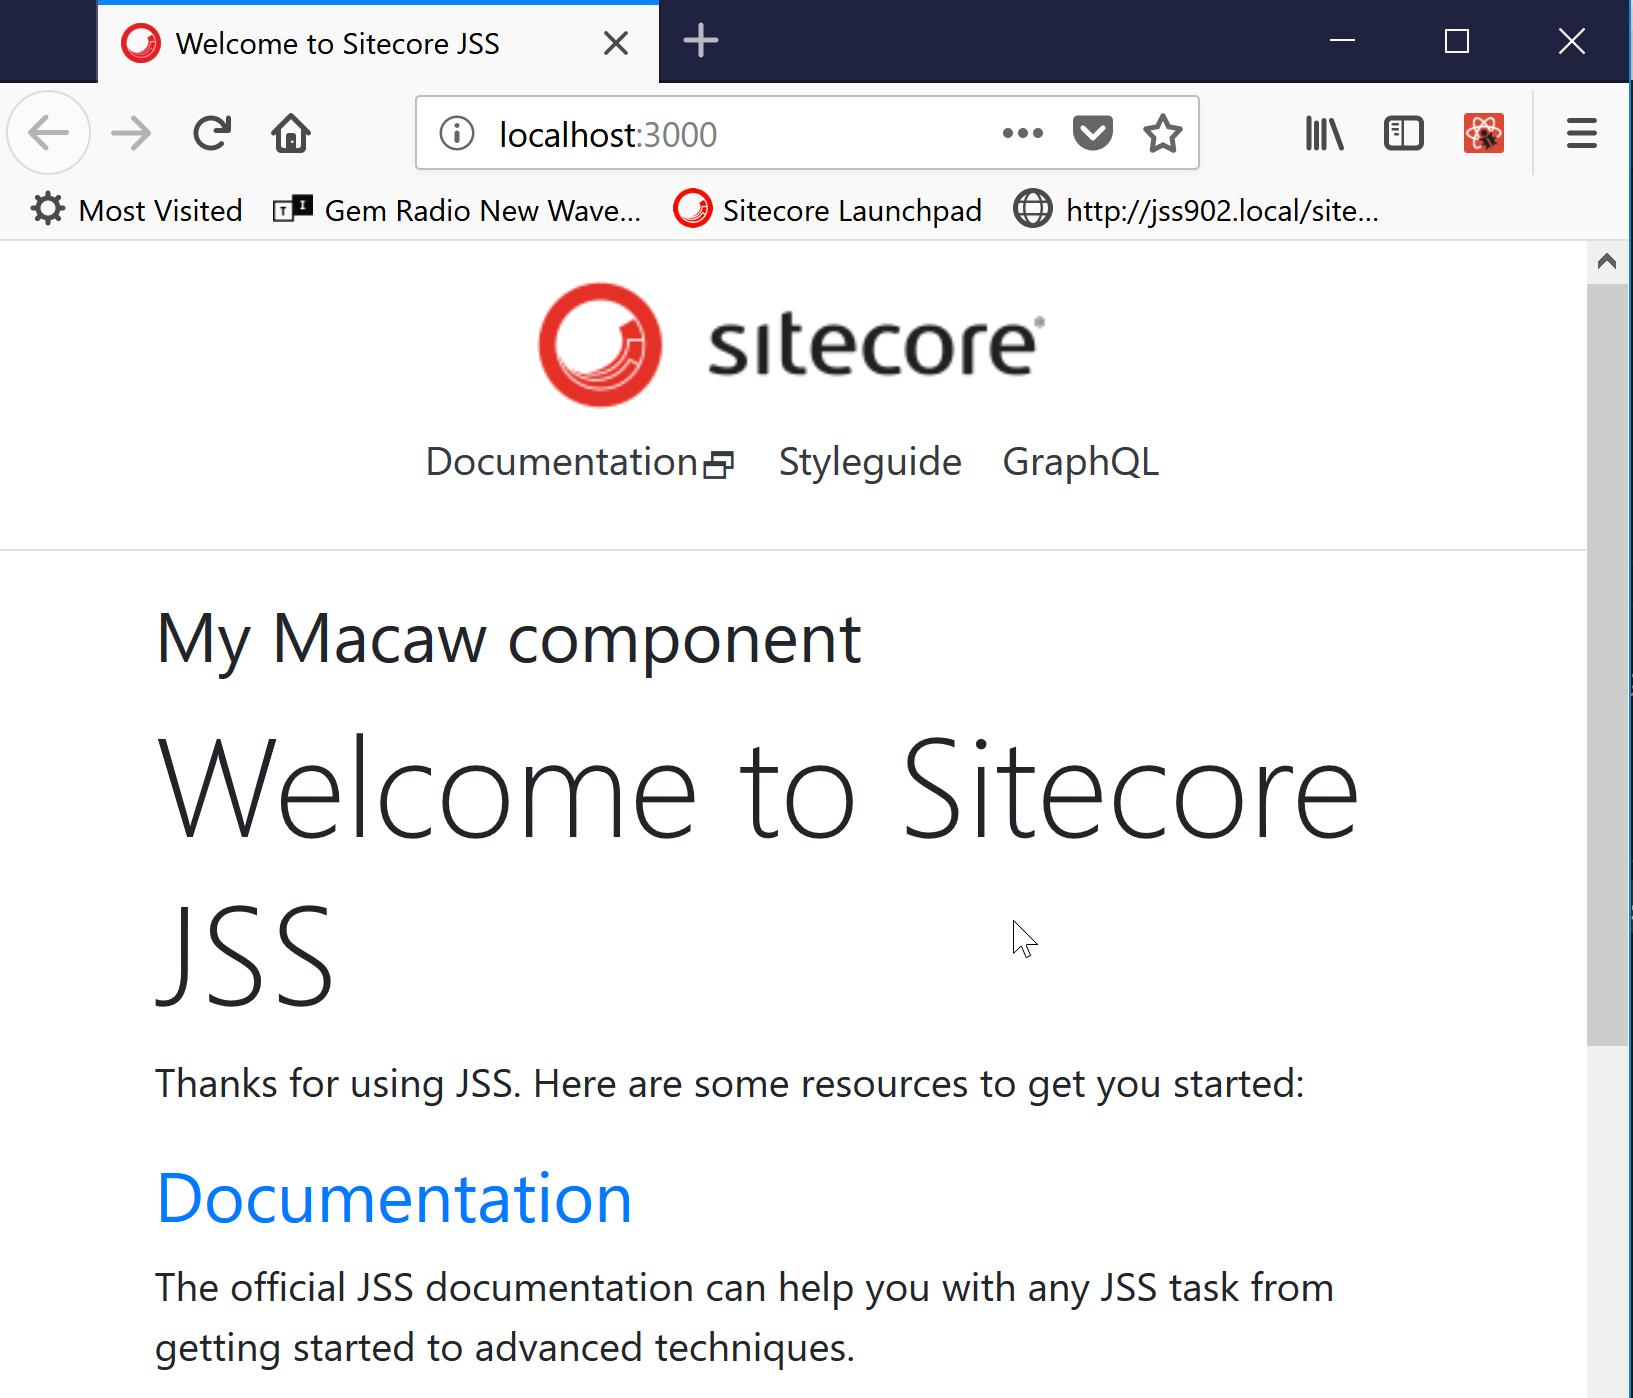 Welcome to Sitecore JSS
localhost:3000
Most Visited
T I
Gem Radio New Wave...
Sitecore Launchpad
http://jss902.local/site...
sitecore®
Documentation
Styleguide
GraphQL
My Macaw component
Welcome to Sitecore
JSS
Thanks for using JSS. Here are some resources to get you started:
Documentation
The official JSS documentation can help you with any JSS task from
getting started to advanced techniques.